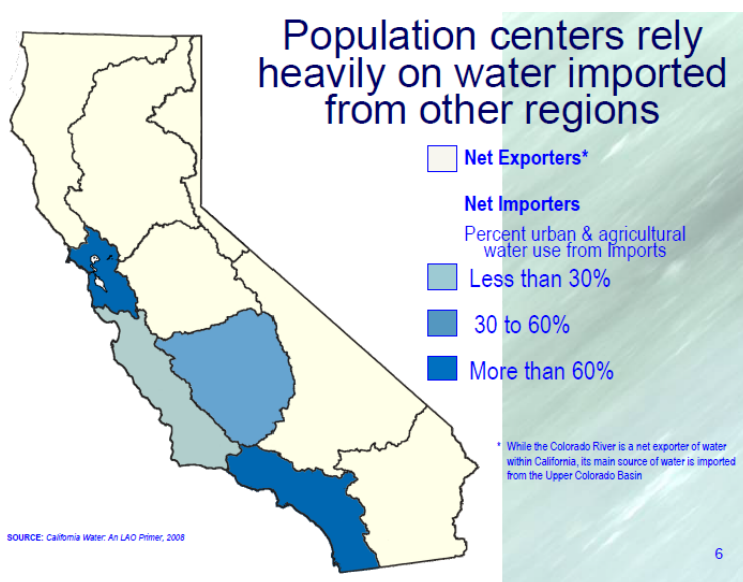 Population centers rely
heavily on water imported
from other regions
Net Exporters*
Net Importers
Percent urban & agricultural
water use from Imports
Less than 30%
30 to 60%
More than 60%
* While the Colorado River is a net exporter of water
within California, its main source of water is imported
from the Upper Colorado Basin
SOURCE: California Water: An LAO Primer, 2008
6